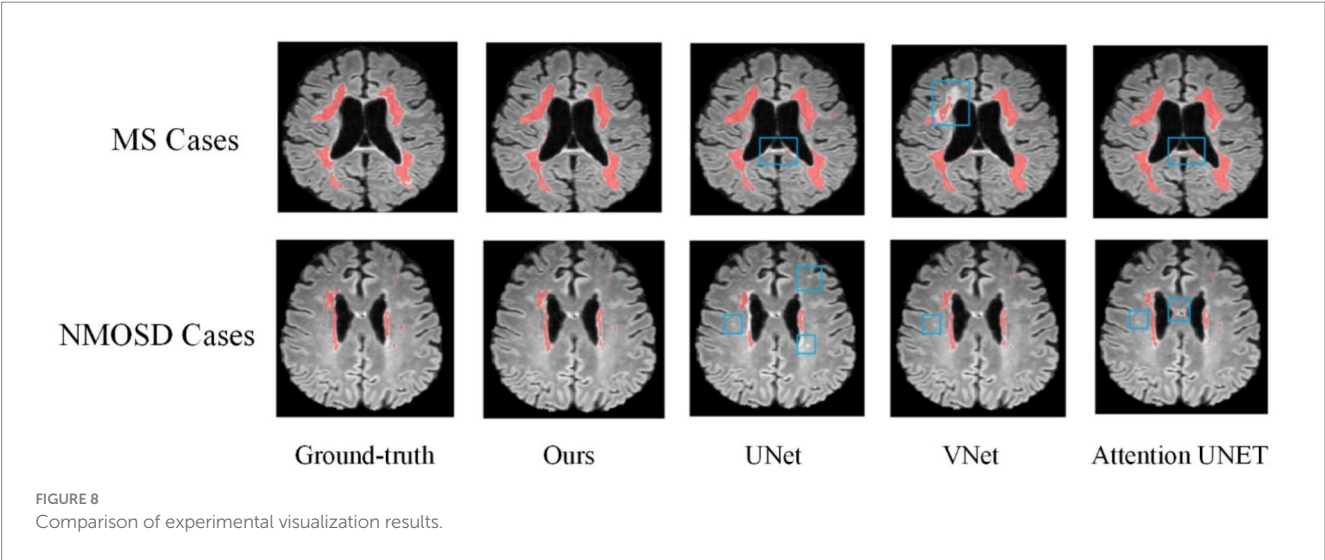 MS Cases
NMOSD Cases
Ground-truth
Ours
UNet
VNet
Attention UNET
FIGURE 8
Comparison of experimental visualization results.